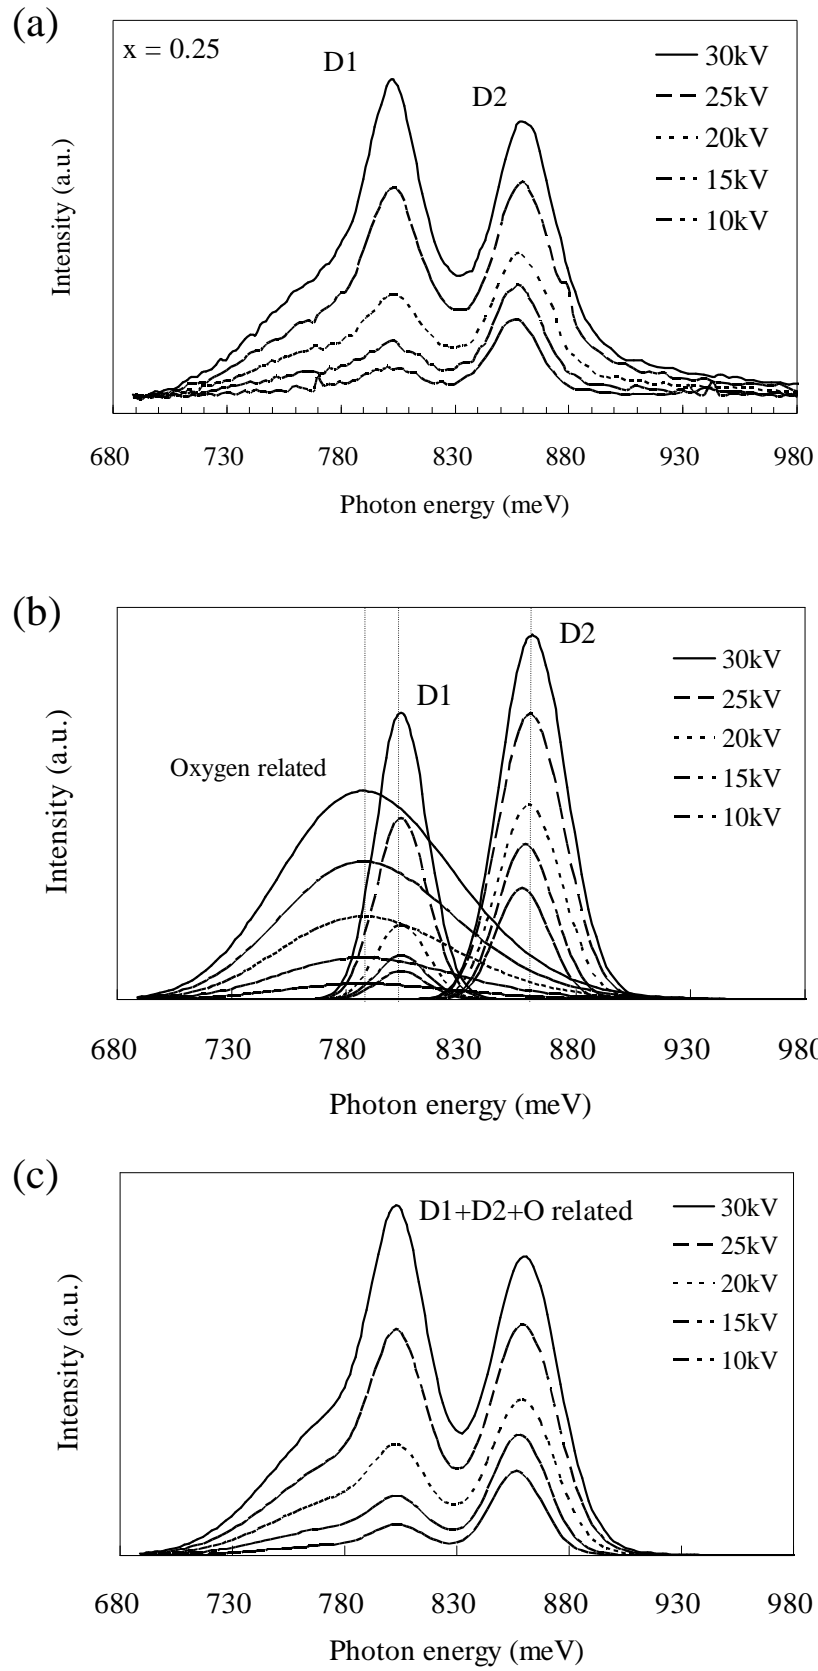 (a)
x = 0.25
D1
D2
30kV
25kV
20kV
15kV
10kV
Intensity (a.u.)
680 730 780 830 880 930 980
Photon energy (meV)
(b)
D2
D1
Oxygen related
30kV
25kV
20kV
15kV
10kV
Intensity (a.u.)
680 730 780 830 880 930 980
Photon energy (meV)
(c)
D1+D2+O related
30kV
25kV
20kV
15kV
10kV
Intensity (a.u.)
680 730 780 830 880 930 980
Photon energy (meV)